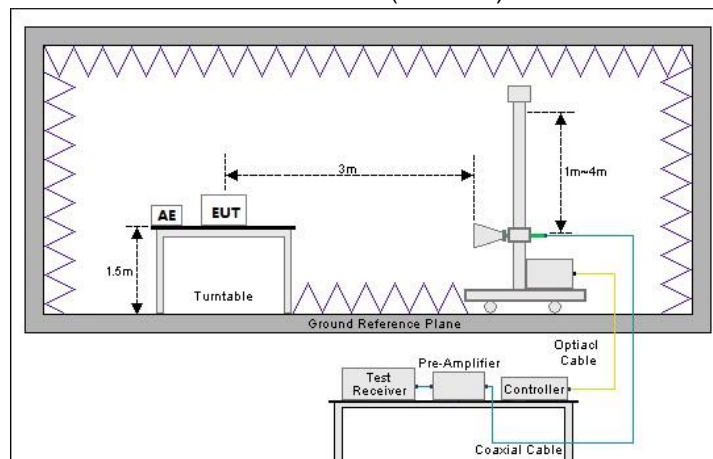 3m
1m~4m
AE
EUT
1.5m
Turntable
Ground Reference Plane
Optiacl
Cable
Pre-Amplifier
Test
Receiver
Controller
Coaxial Cable